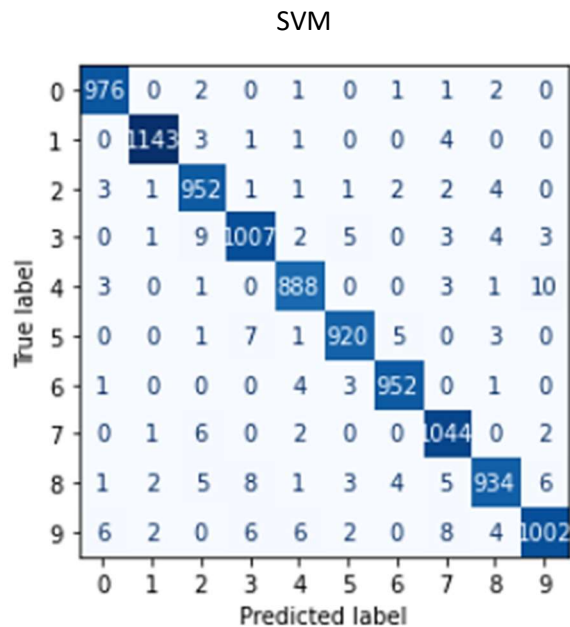 SVM
0 976 0 2 0 1 0 1 1 2 0
1 0 1143 3 1 1 0 0 4 0 0
2 3 1 952 1 1 1 2 2 4 0
3 0 1 9 1007 2 5 0 3 4 3
4 3 0 1 0 888 0 0 3 1 10
5 0 0 1 7 1 920 5 0 3 0
6 1 0 0 0 4 3 952 0 1 0
7 0 1 6 0 2 0 0 1044 0 2
8 1 2 5 8 1 3 4 5 934 6
9 6 2 0 6 6 2 0 8 4 1002
0 1 2 3 4 5 6 7 8 9
Predicted label
True label